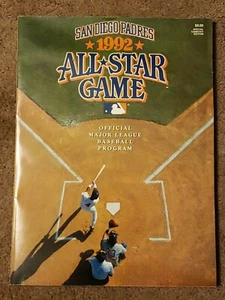 SAN DIEGO PADRES
1992
ALL★STAR
GAME
OFFICIAL
MAJOR LEAGUE
BASEBALL
PROGRAM